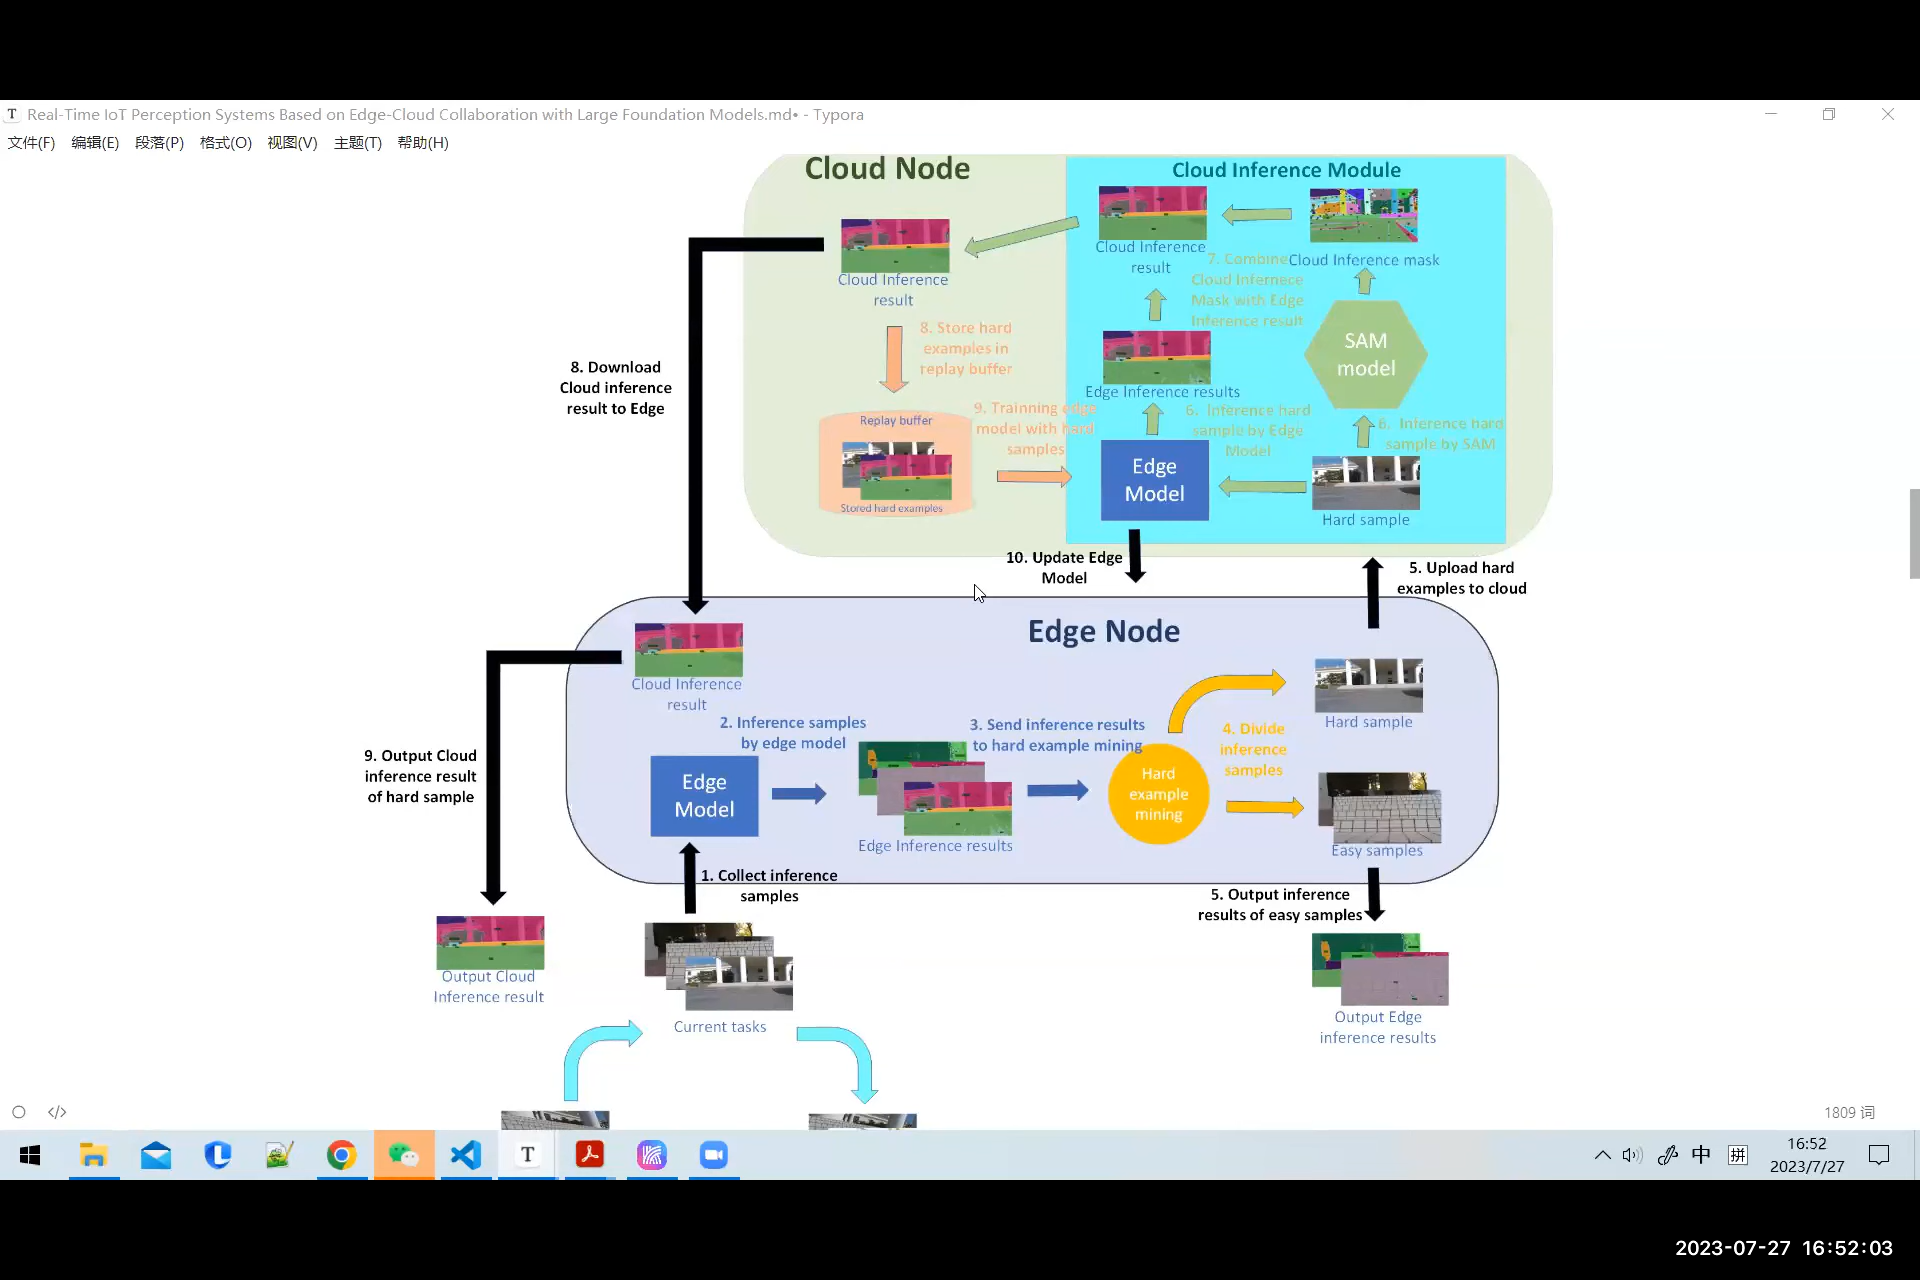 Real-Time IoT Perception Systems Based on Edge-Cloud Collaboration with Large Foundation Models.md• - Typora
文件(F) 编辑(E) 段落(P) 格式(O) 视图(V) 主题(T) 帮助(H)
Cloud Node
Cloud Inference Module
Cloud Inference
result
Cloud Inference mask
7. Combine
Cloud Infernece
Mask with Edge
Inference result
Cloud Inference
result
8. Store hard
examples in
replay buffer
SAM
model
Edge Inference results
8. Download
Cloud inference
result to Edge
9. Trainning edge
model with hard
samples
6. Inference hard
sample by Edge
Model
6. Inference hard
sample by SAM
Replay buffer
Stored hard examples
Edge
Model
Hard sample
10. Update Edge
Model
5. Upload hard
examples to cloud
Edge Node
Cloud Inference
result
2. Inference samples
by edge model
3. Send inference results
to hard example mining
4. Divide
inference
samples
Hard sample
9. Output Cloud
inference result
of hard sample
Edge
Model
Hard
example
mining
Edge Inference results
Easy samples
1. Collect inference
samples
5. Output inference
results of easy samples
Output Cloud
Inference result
Current tasks
Output Edge
inference results
</>
1809 词
中
拼
16:52
2023/7/27
2023-07-27 16:52:03